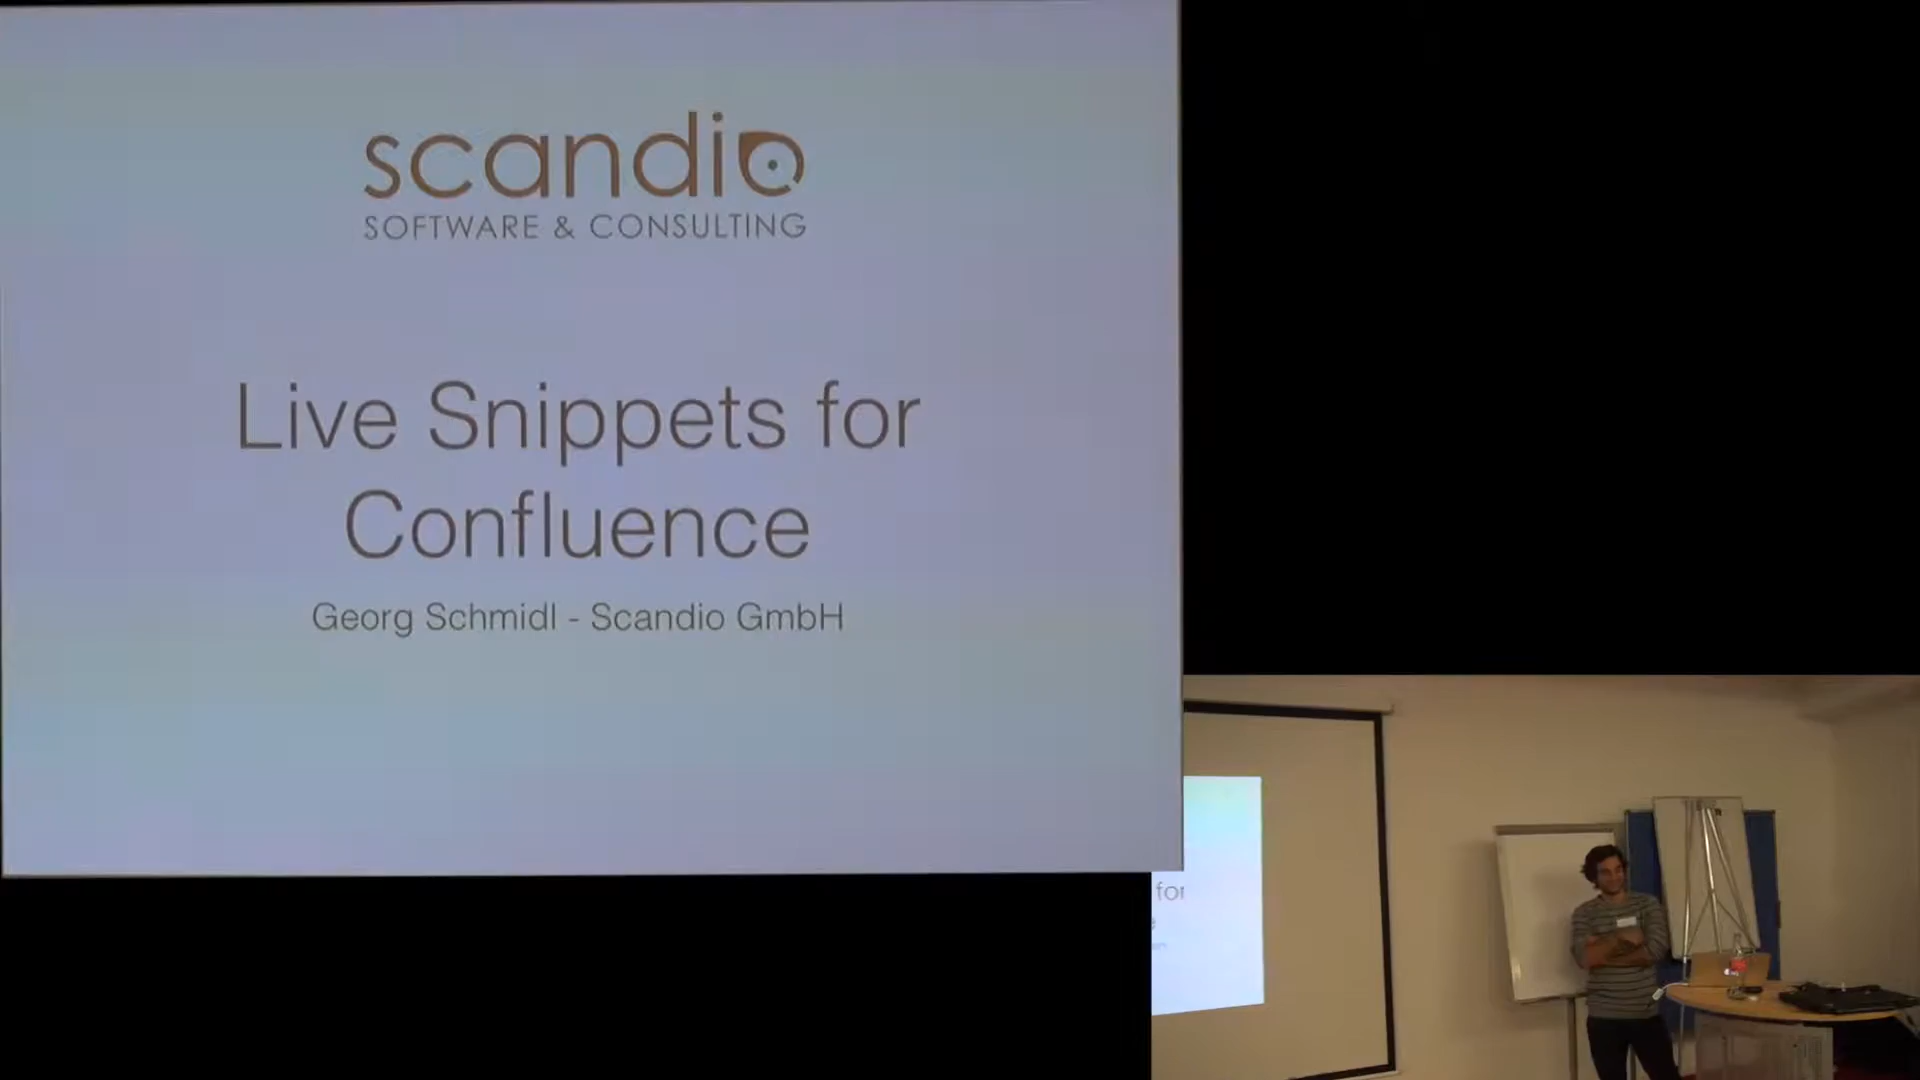 scandio
SOFTWARE & CONSULTING
Live Snippets for
Confluence
Georg Schmidl - Scandio GmbH
for